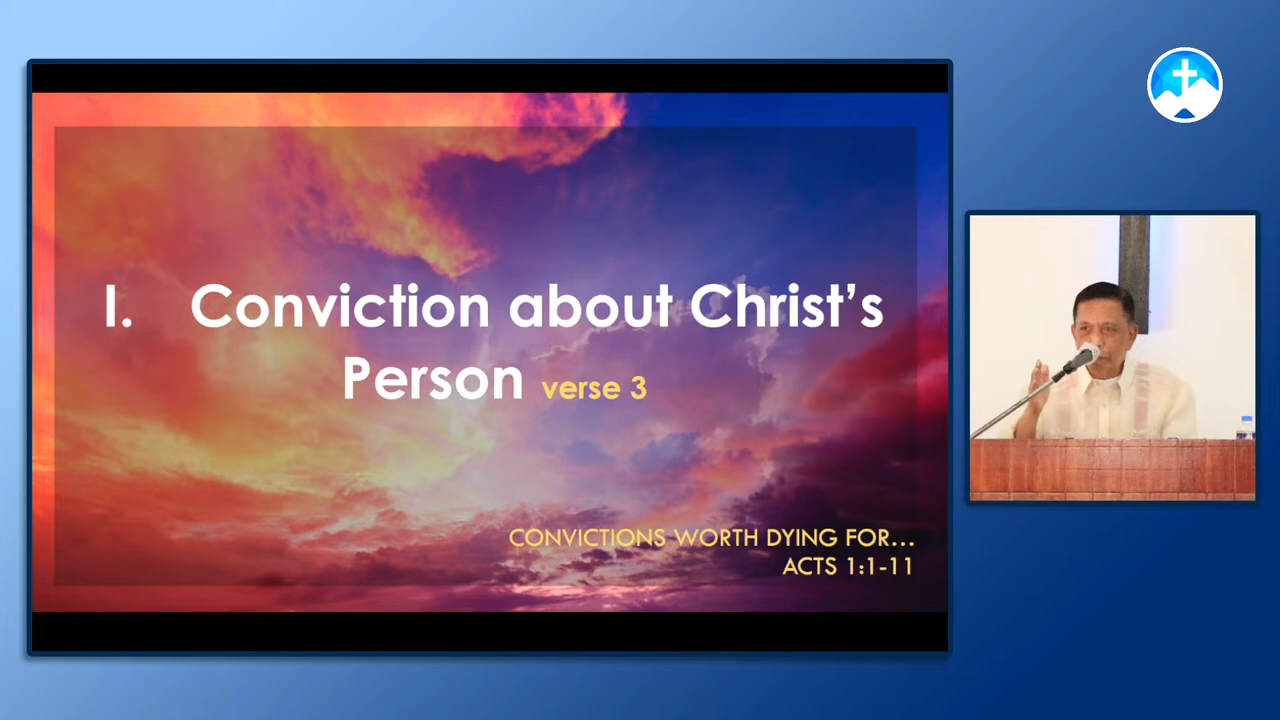 I. Conviction about Christ’s
Person verse 3
CONVICTIONS WORTH DYING FOR...
ACTS 1:1-11